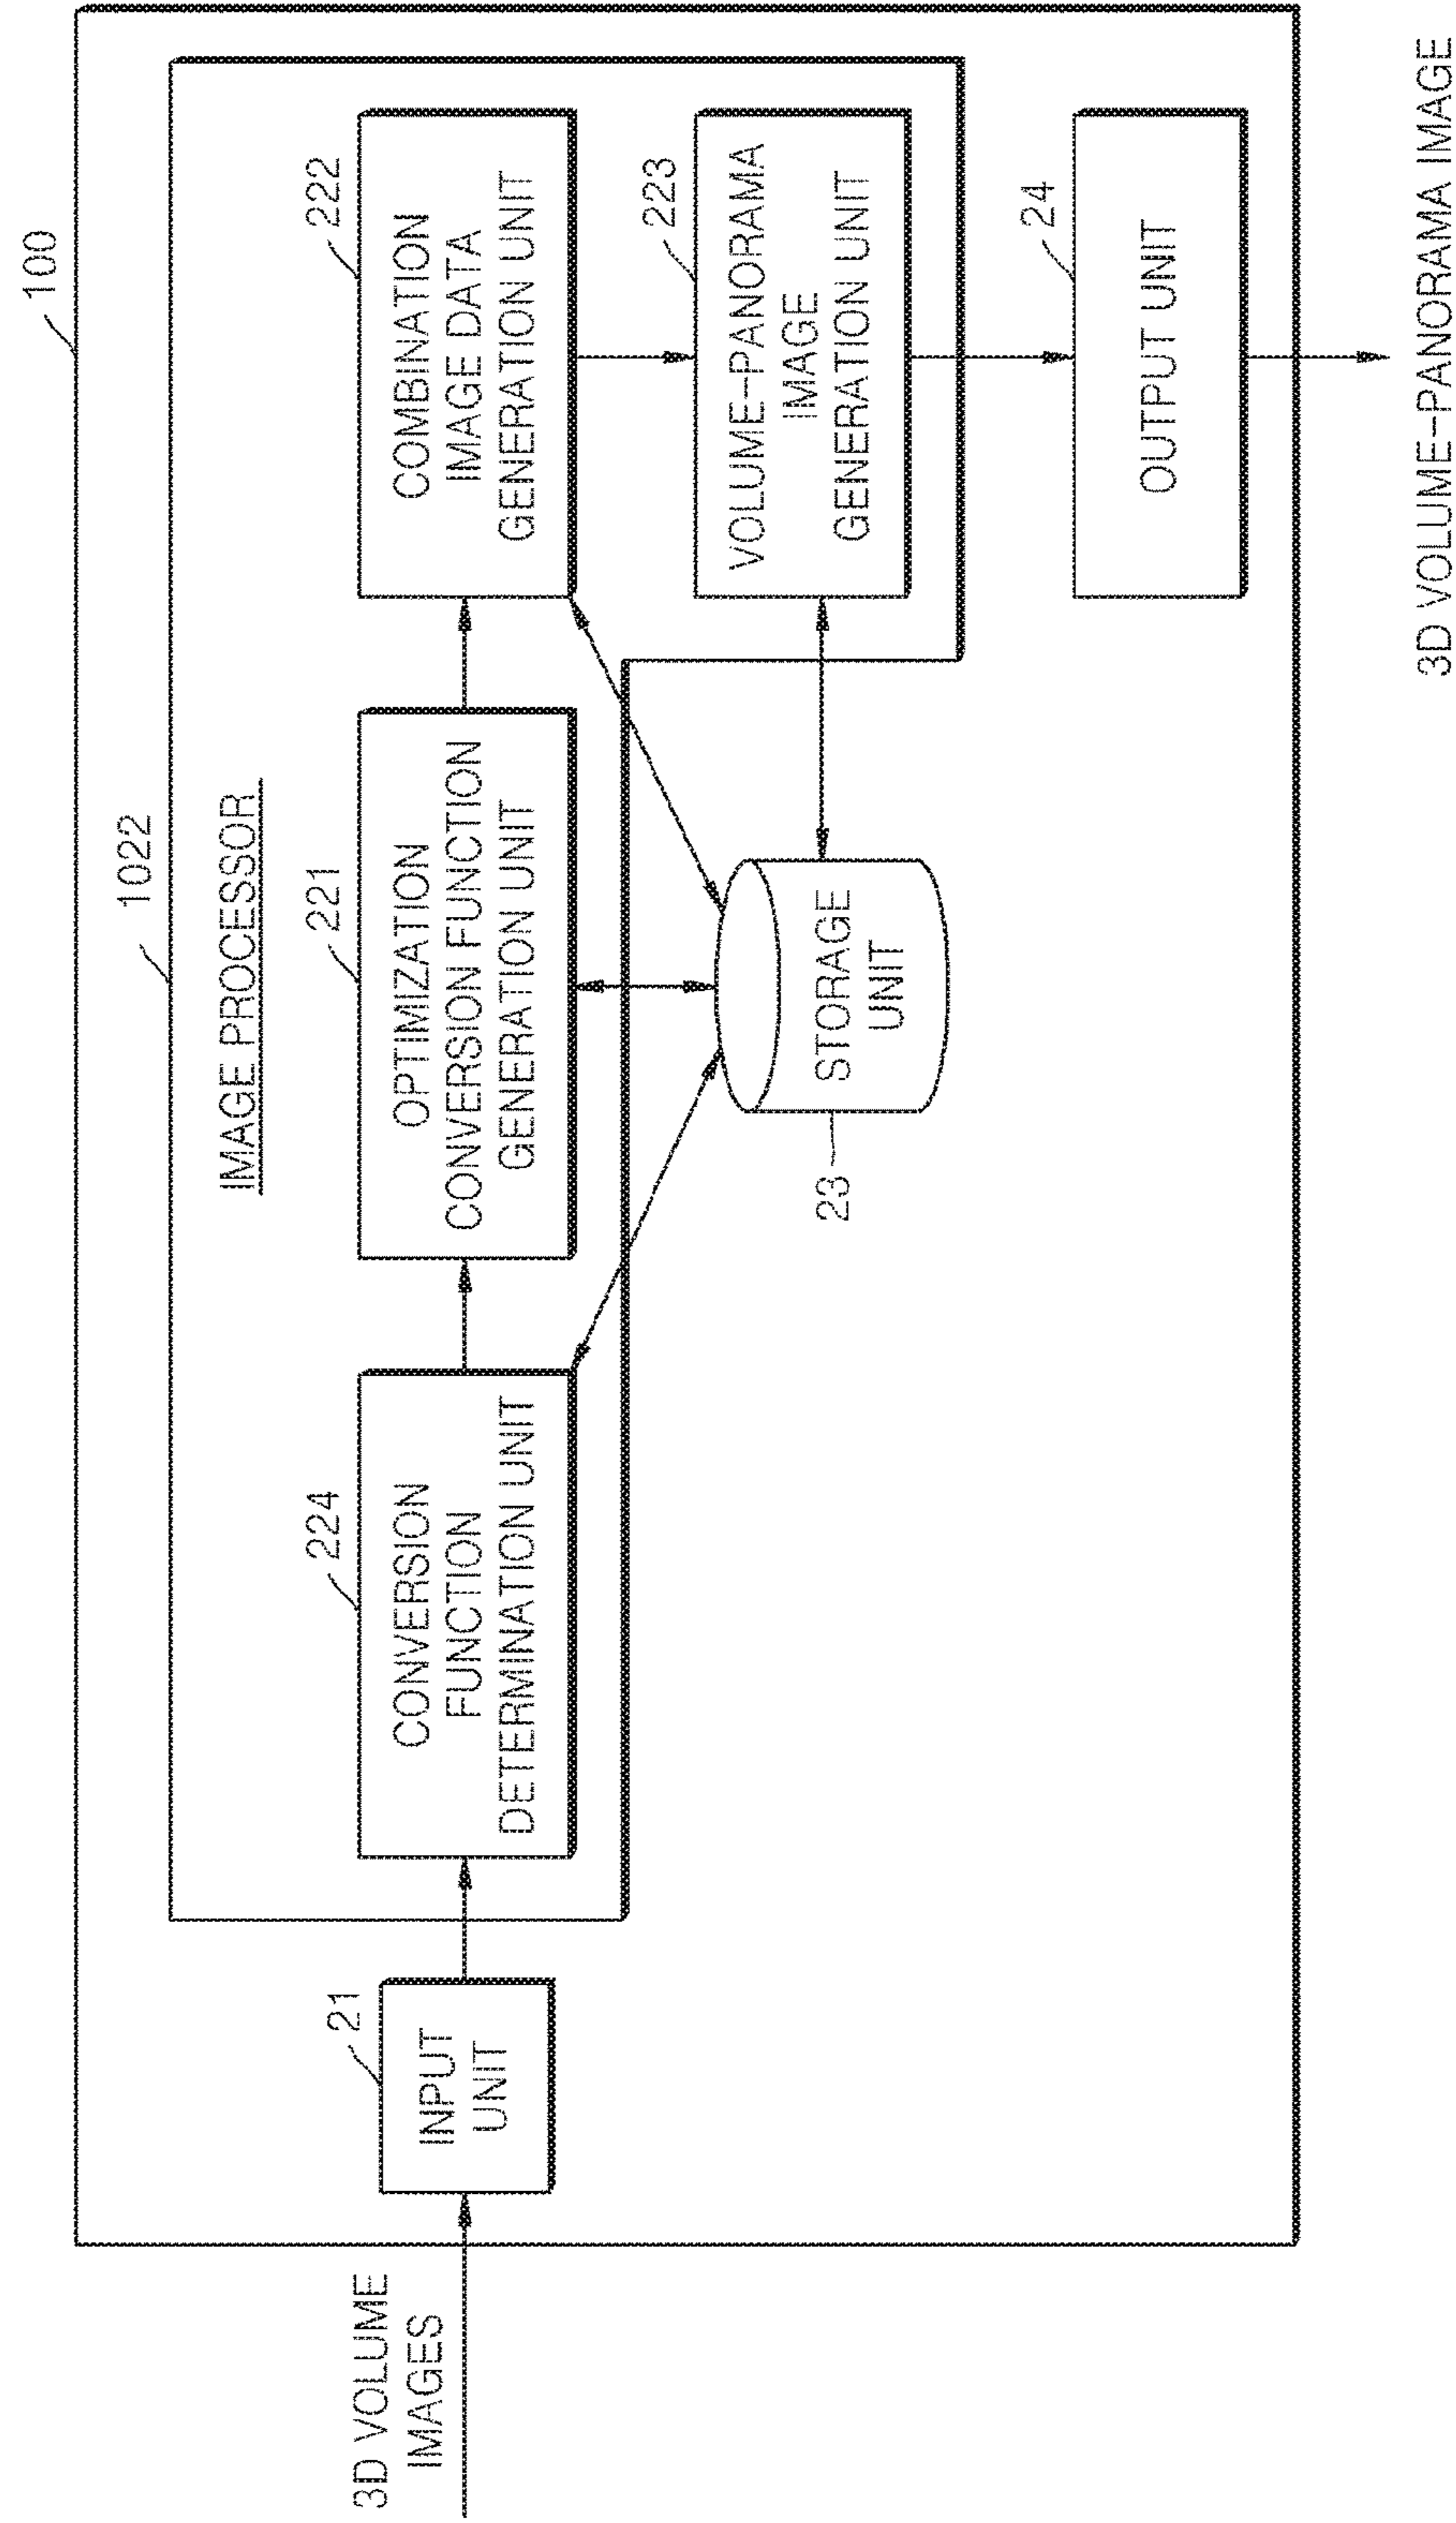 100
1022
IMAGE PROCESSOR
3D VOLUME
IMAGES
21
INPUT
UNIT
224
CONVERSION
FUNCTION
DETERMINATION UNIT
221
OPTIMIZATION
CONVERSION FUNCTION
GENERATION UNIT
222
COMBINATION
IMAGE DATA
GENERATION UNIT
23
STORAGE
UNIT
223
VOLUME-PANORAMA
IMAGE
GENERATION UNIT
24
OUTPUT UNIT
3D VOLUME-PANORAMA IMAGE